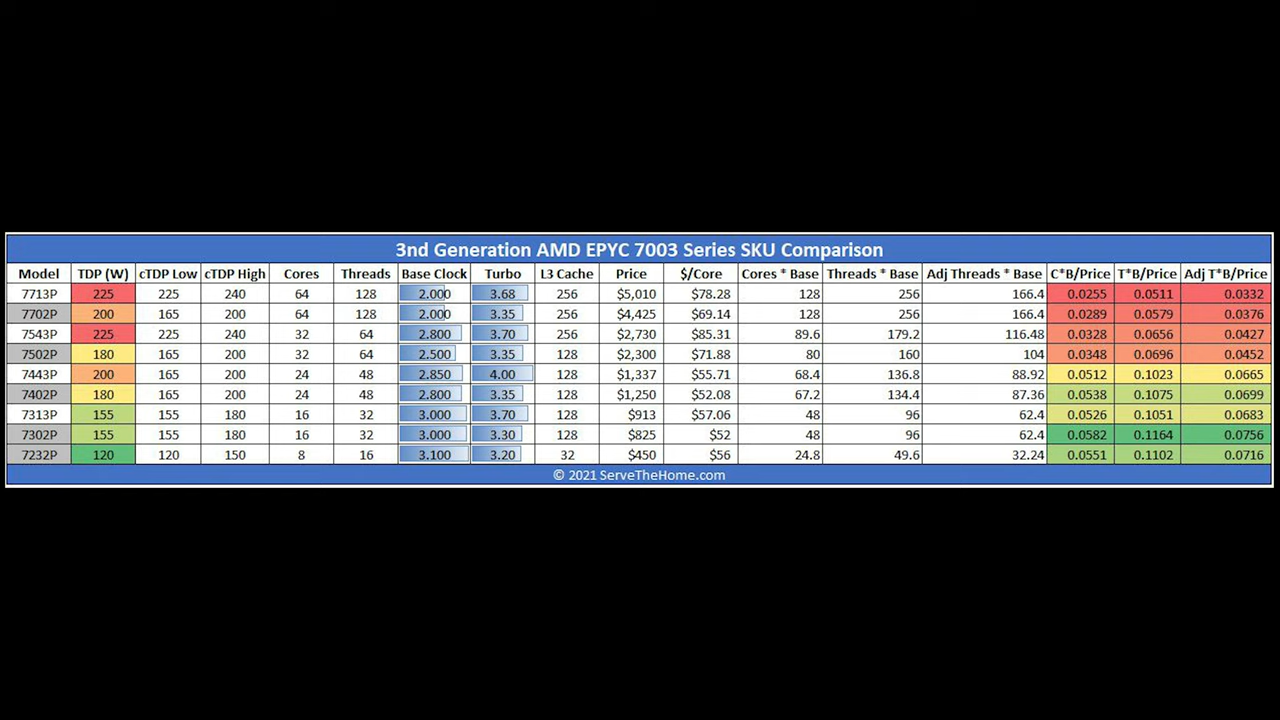 3nd Generation AMD EPYC 7003 Series SKU Comparison
Model TDP (W) cTDP Low cTDP High Cores Threads Base Clock Turbo L3 Cache Price $/Core Cores * Base Threads * Base Adj Threads * Base C*B/Price T*B/Price Adj T*B/Price
7713P 225 225 240 64 128 2.000 3.68 256 $5,010 $78.28 128 256 166.4 0.0255 0.0511 0.0332
7702P 200 165 200 64 128 2.000 3.35 256 $4,425 $69.14 128 256 166.4 0.0289 0.0579 0.0376
7543P 225 225 240 32 64 2.800 3.70 256 $2,730 $85.31 89.6 179.2 116.48 0.0328 0.0656 0.0427
7502P 180 165 200 32 64 2.500 3.35 128 $2,300 $71.88 80 160 104 0.0348 0.0696 0.0452
7443P 200 165 200 24 48 2.850 4.00 128 $1,337 $55.71 68.4 136.8 88.92 0.0512 0.1023 0.0665
7402P 180 165 200 24 48 2.800 3.35 128 $1,250 $52.08 67.2 134.4 87.36 0.0538 0.1075 0.0699
7313P 155 155 180 16 32 3.000 3.70 128 $913 $57.06 48 96 62.4 0.0526 0.1051 0.0683
7302P 155 155 180 16 32 3.000 3.30 128 $825 $52 48 96 62.4 0.0582 0.1164 0.0756
7232P 120 120 150 8 16 3.100 3.20 32 $450 $56 24.8 49.6 32.24 0.0551 0.1102 0.0716
© 2021 ServeTheHome.com